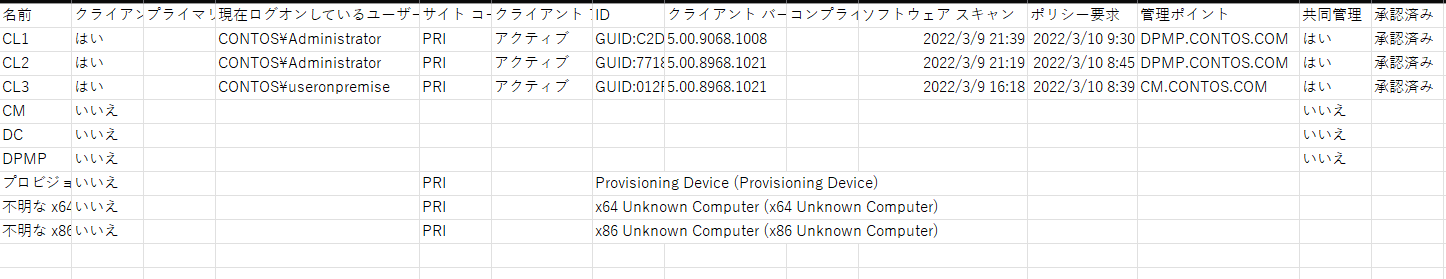 名前 クライアン プライマリ 現在ログオンしているユーザー サイト コー クライアント ID クライアント バー コンプライ ソフトウェア スキャン ポリシー要求 管理ポイント 共同管理 承認済み
CL1 はい CONTOS¥Administrator PRI アクティブ GUID:C2D 5.00.9068.1008 2022/3/9 21:39 2022/3/10 9:30 DPMP.CONTOS.COM はい 承認済み
CL2 はい CONTOS¥Administrator PRI アクティブ GUID:7718 5.00.8968.1021 2022/3/9 21:19 2022/3/10 8:45 DPMP.CONTOS.COM はい 承認済み
CL3 はい CONTOS¥useronpremise PRI アクティブ GUID:012F 5.00.8968.1021 2022/3/9 16:18 2022/3/10 8:39 CM.CONTOS.COM はい 承認済み
CM いいえ いいえ
DC いいえ いいえ
DPMP いいえ いいえ
プロビジョ いいえ PRI Provisioning Device (Provisioning Device)
不明な x64 いいえ PRI x64 Unknown Computer (x64 Unknown Computer)
不明な x86 いいえ PRI x86 Unknown Computer (x86 Unknown Computer)